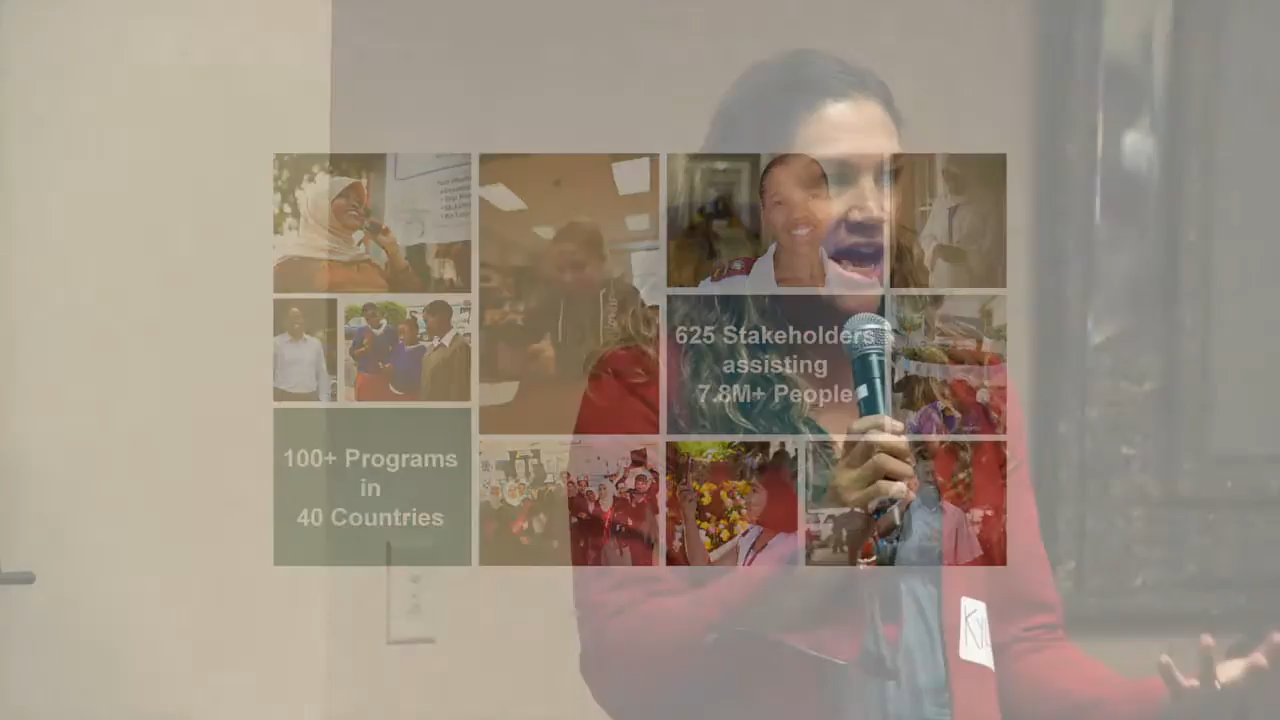 625 Stakeholders
assisting
7.8M+ People
100+ Programs
in
40 Countries